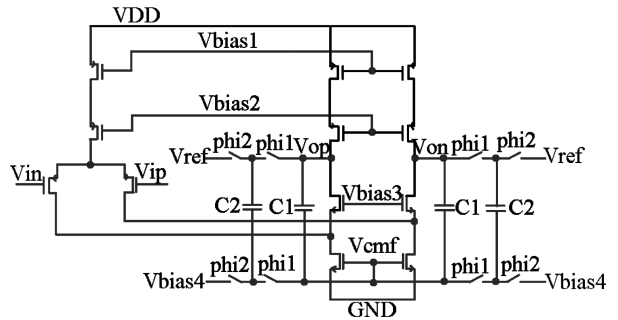 VDD
Vbias1
Vbias2
phi2 phi1 Vop Von phi1 phi2
Vref Vref
Vin Vip
Vbias3
C2 C1 C1 C2
Vcmf
phi2 phi1 phi1 phi2
Vbias4 Vbias4
GND